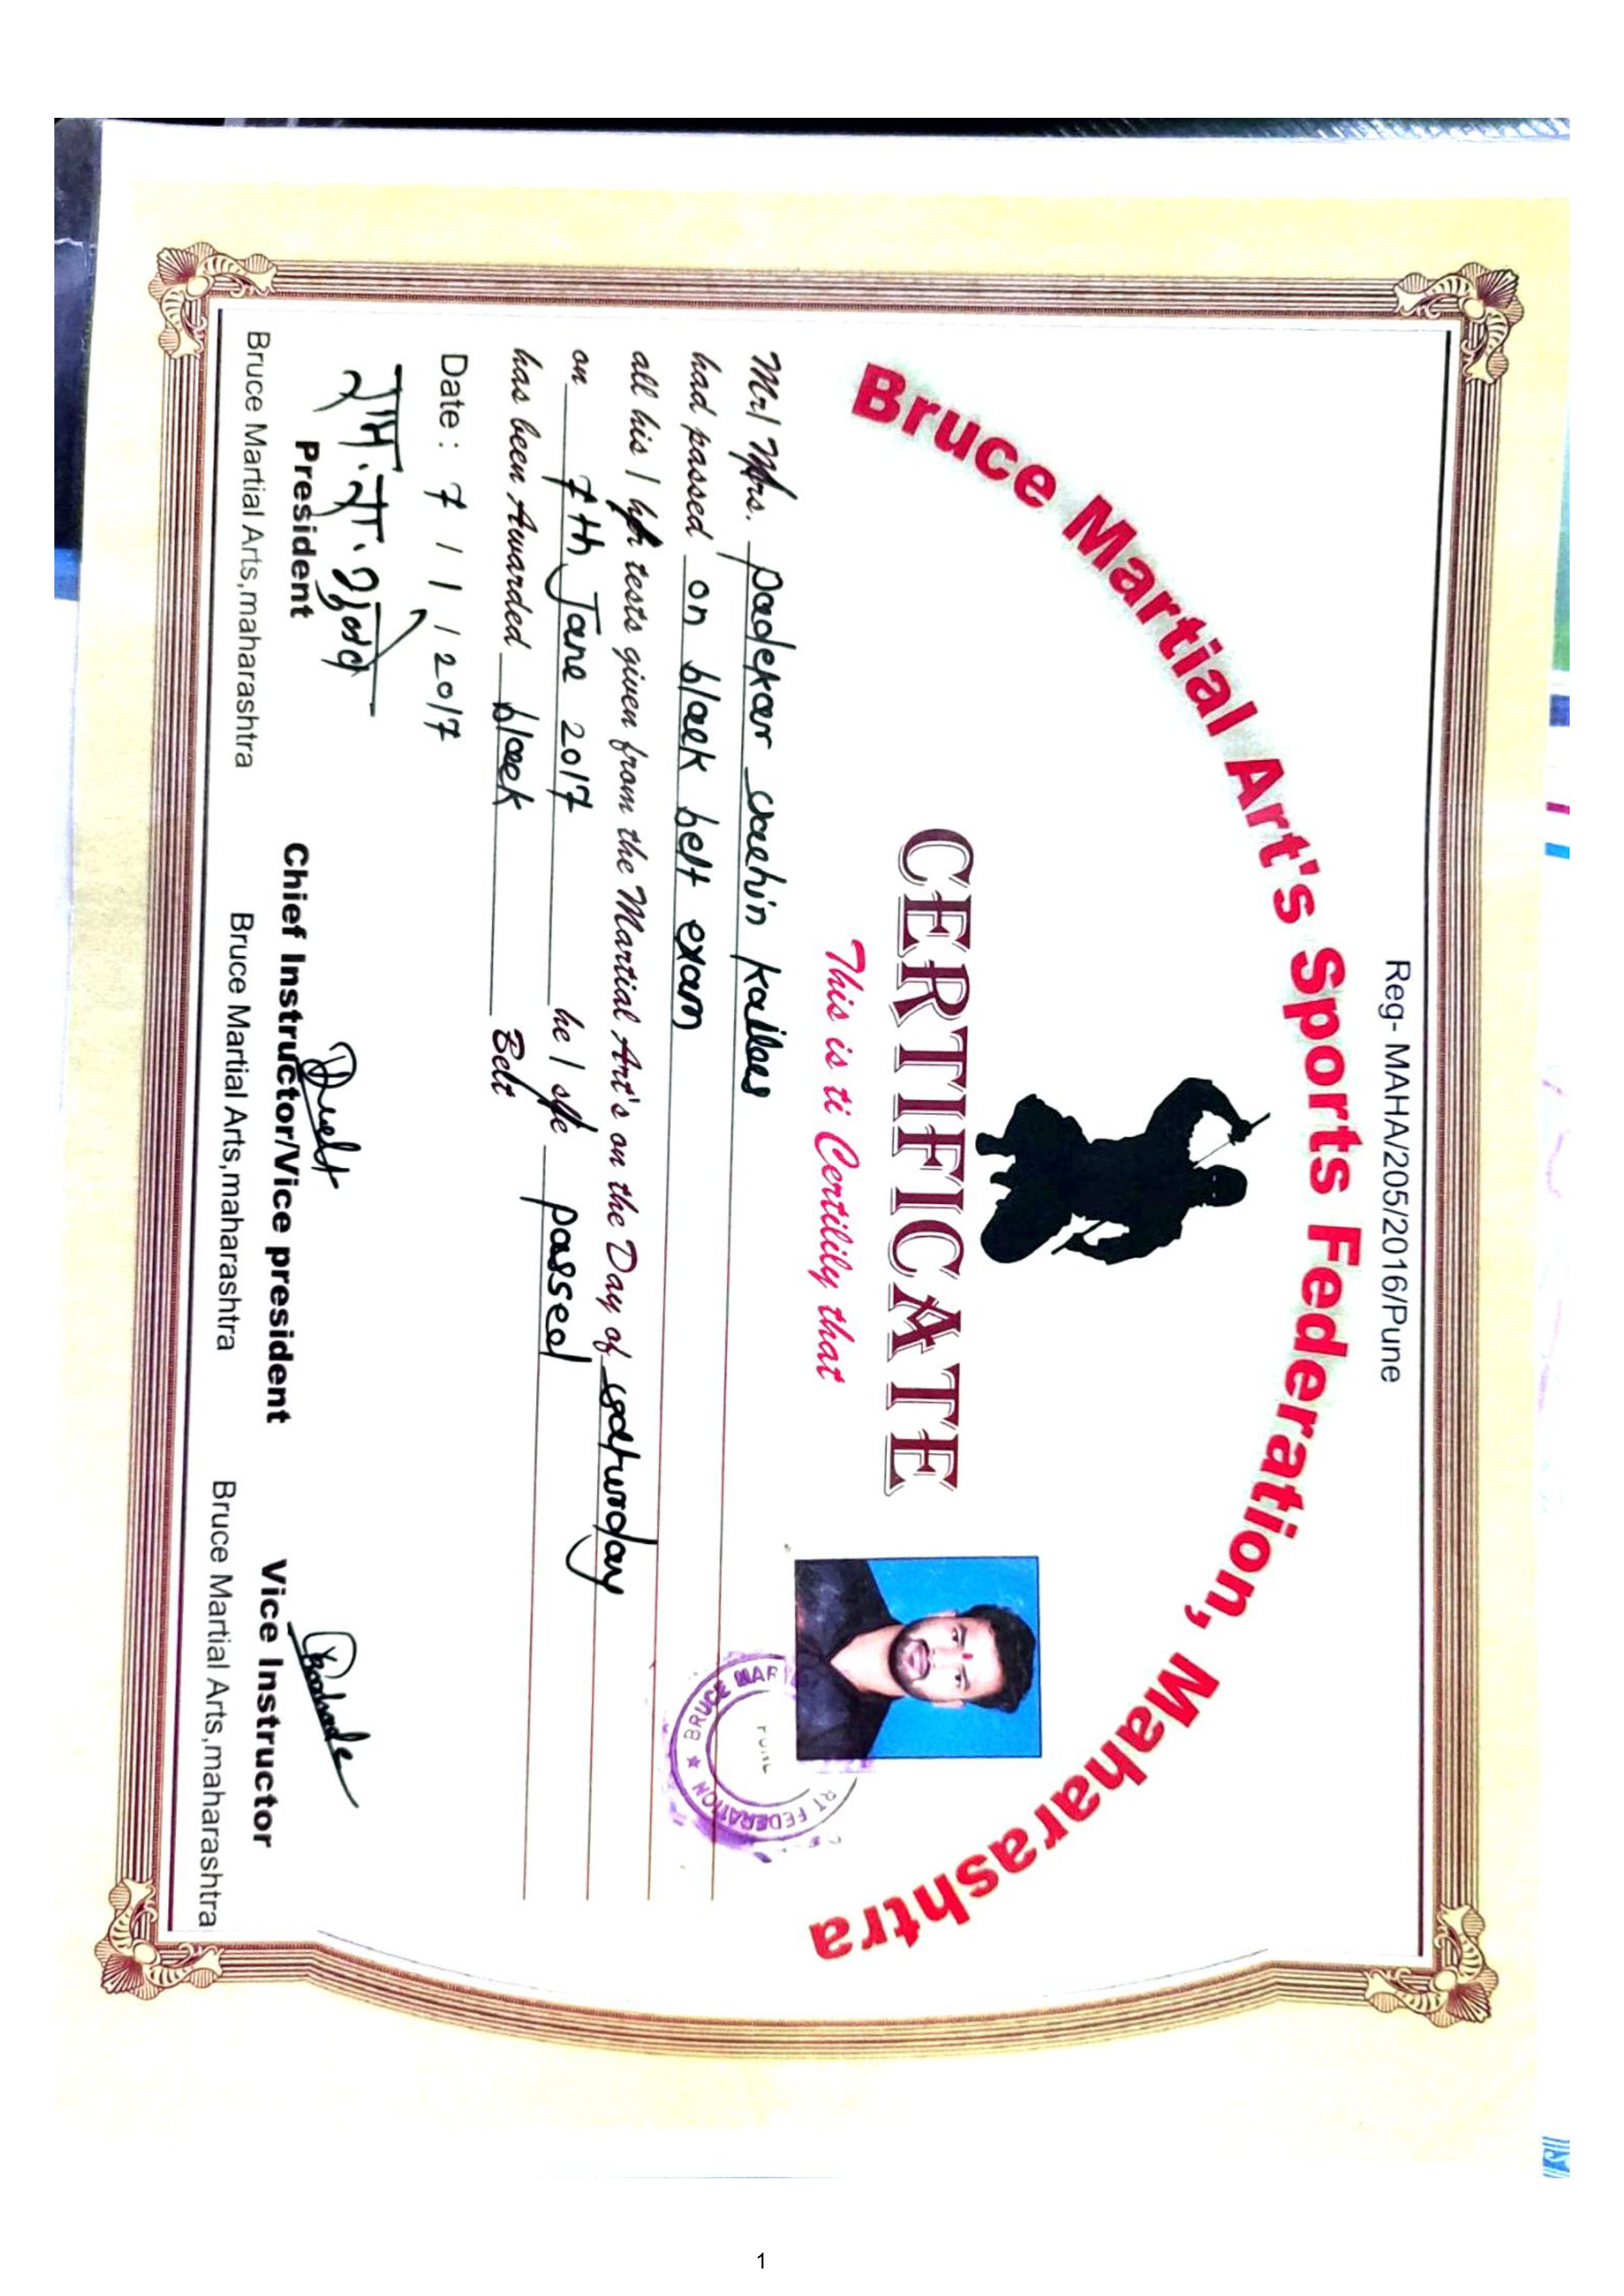 Reg- MAHA/205/2016/Pune
Bruce Martial Art's Sports Federation, Maharashtra
CERTIFICATE
This is ti Certilily that
Mr/ Mrs. padekar sachin kailas
had passed on black belt exam
all his / her tests given from the Martial Art's on the Day of saturday
on 7th Jane 2017 he / she passed
has been Awarded black Belt
Date : 7 / 1 / 2017
राम. ना.
President
Chief Instructor/Vice president
Vice Instructor
Bruce Martial Arts,maharashtra
Bruce Martial Arts,maharashtra
Bruce Martial Arts,maharashtra
BRUCE MAR RT FEDERATION ★
PUNE
1